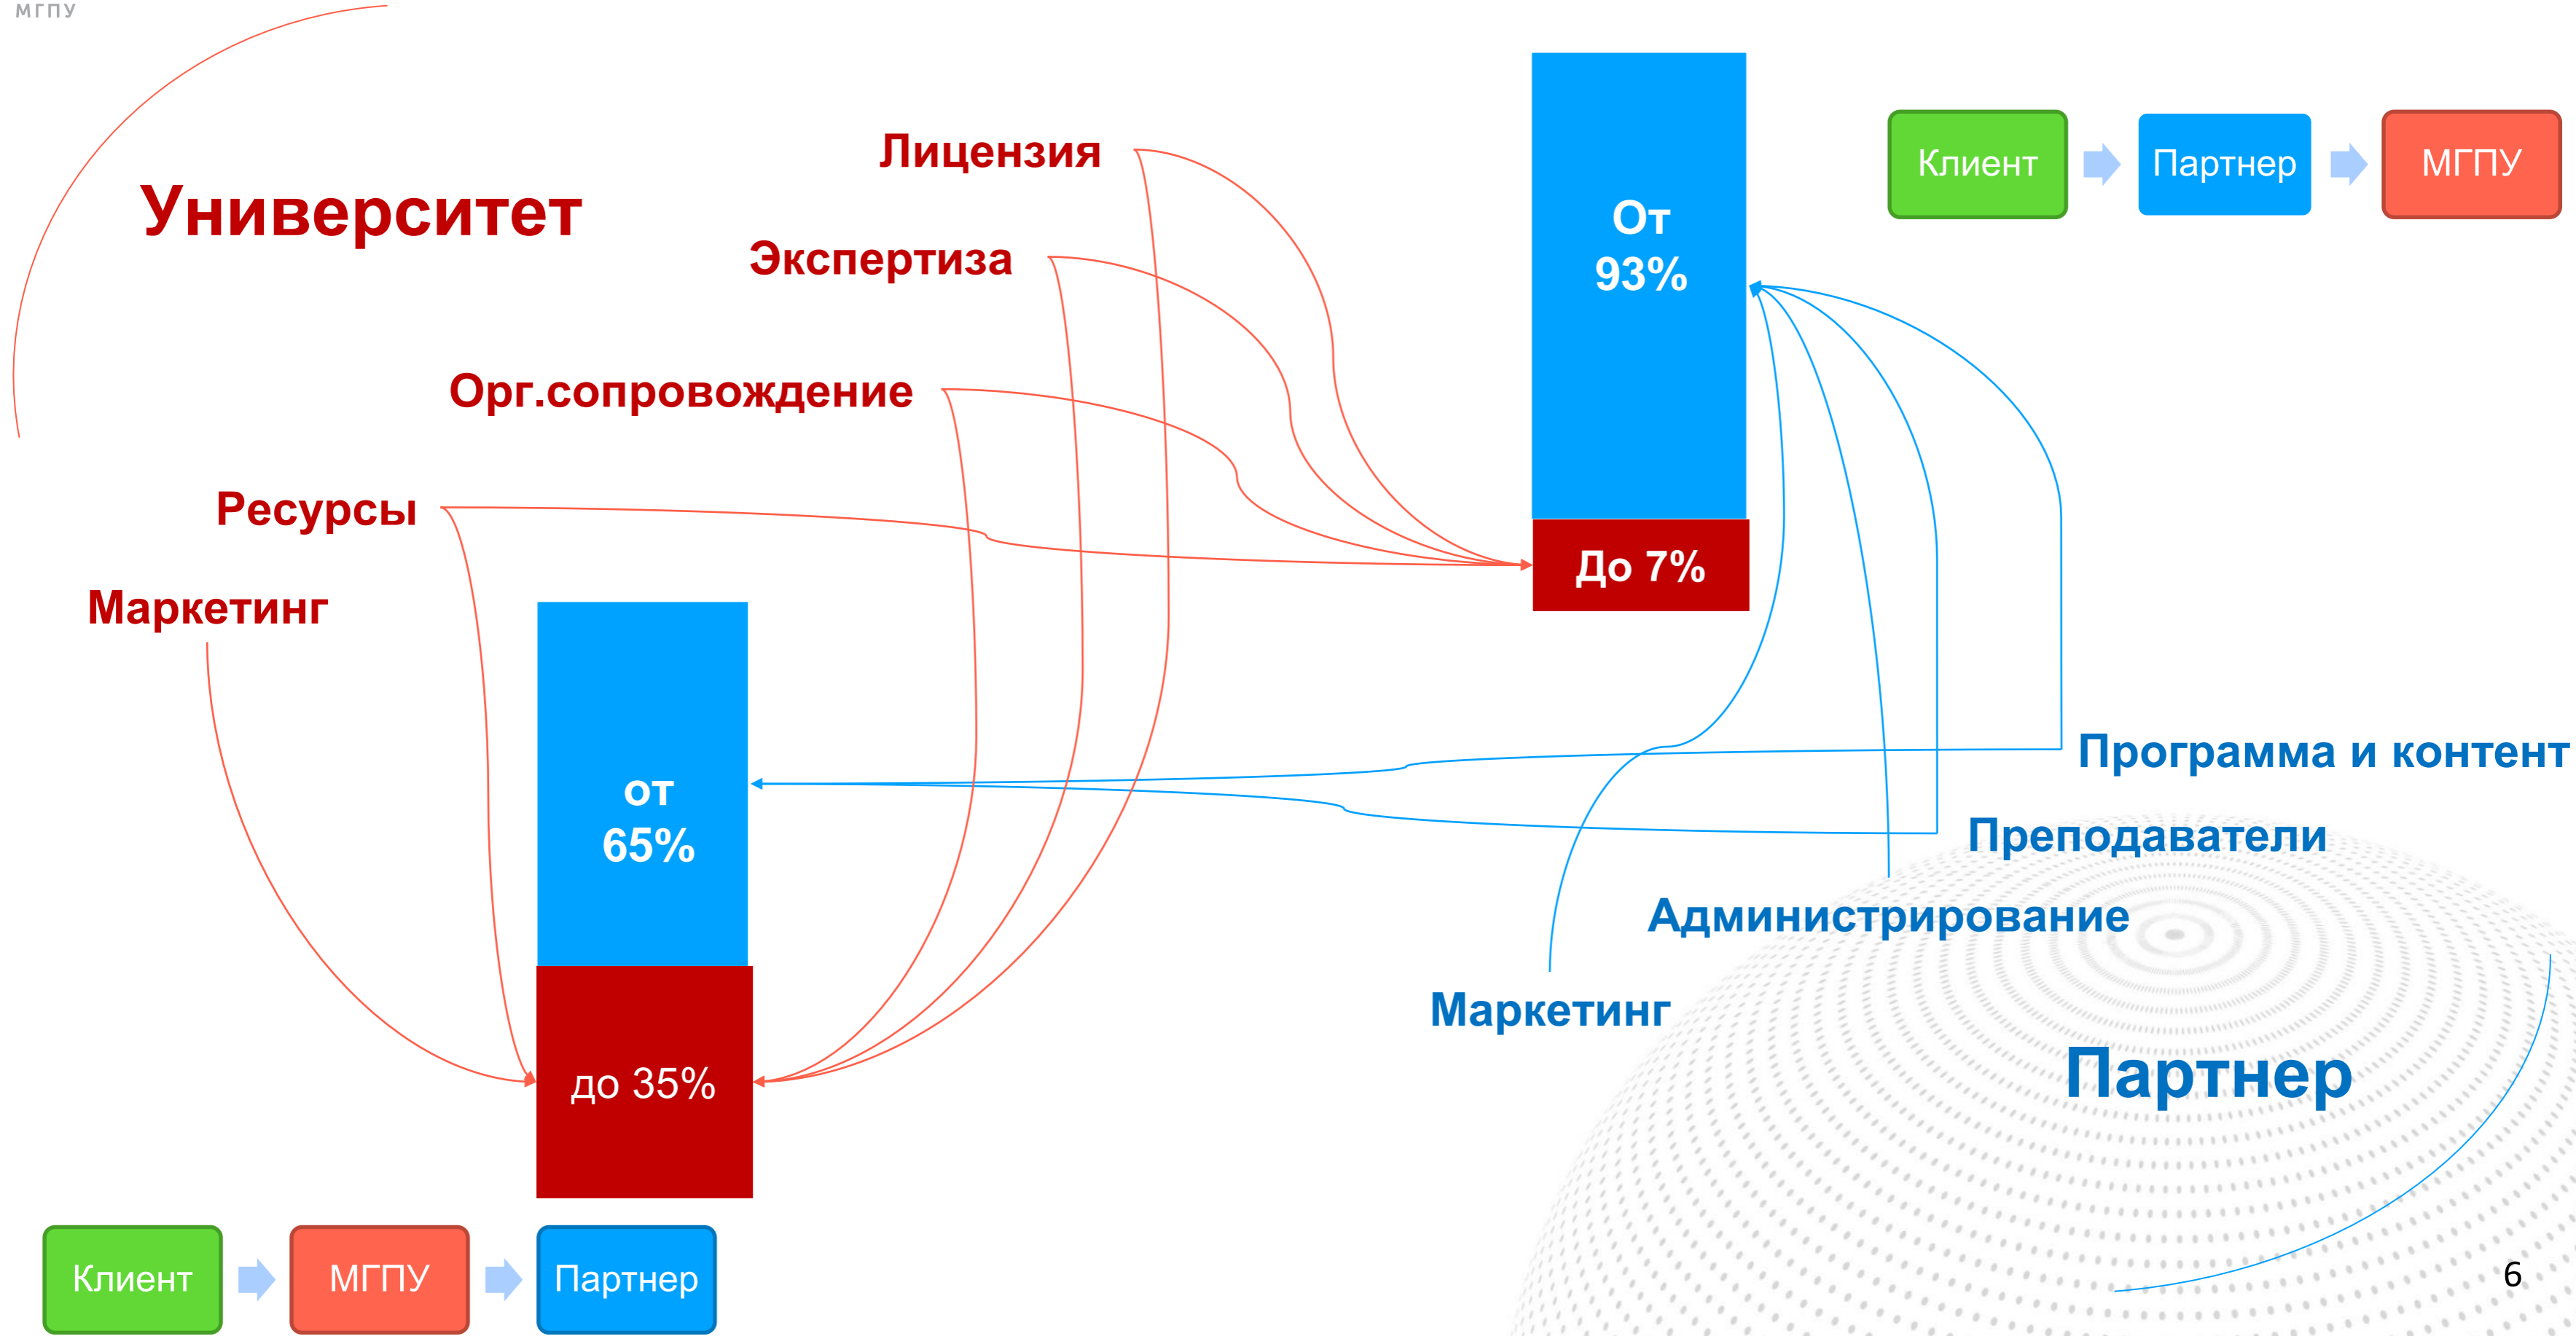 МГПУ
Университет
Лицензия
Экспертиза
Орг.сопровождение
Ресурсы
Маркетинг
От
93%
До 7%
Клиент
Партнер
МГПУ
от
65%
до 35%
Программа и контент
Преподаватели
Администрирование
Маркетинг
Партнер
Клиент
МГПУ
Партнер
6